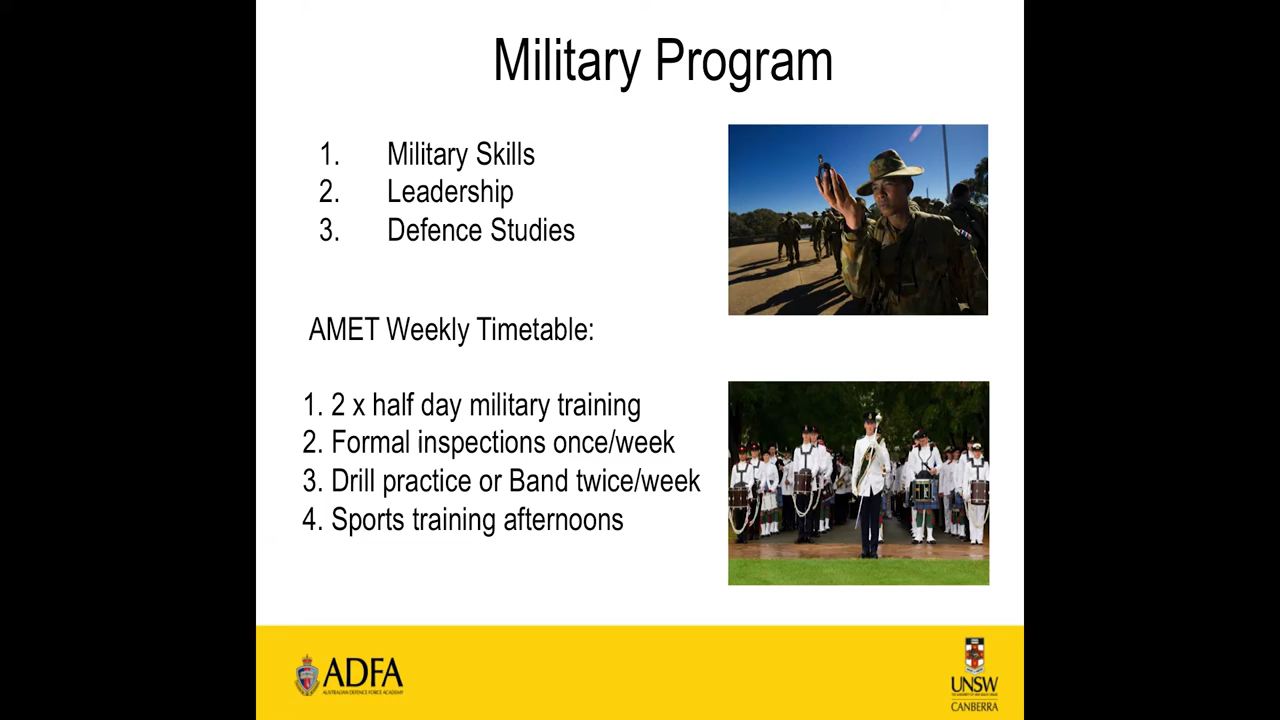 Military Program
1. Military Skills
2. Leadership
3. Defence Studies
AMET Weekly Timetable:
1. 2 x half day military training
2. Formal inspections once/week
3. Drill practice or Band twice/week
4. Sports training afternoons
ADFA
AUSTRALIAN DEFENCE FORCE ACADEMY
UNSW
CANBERRA